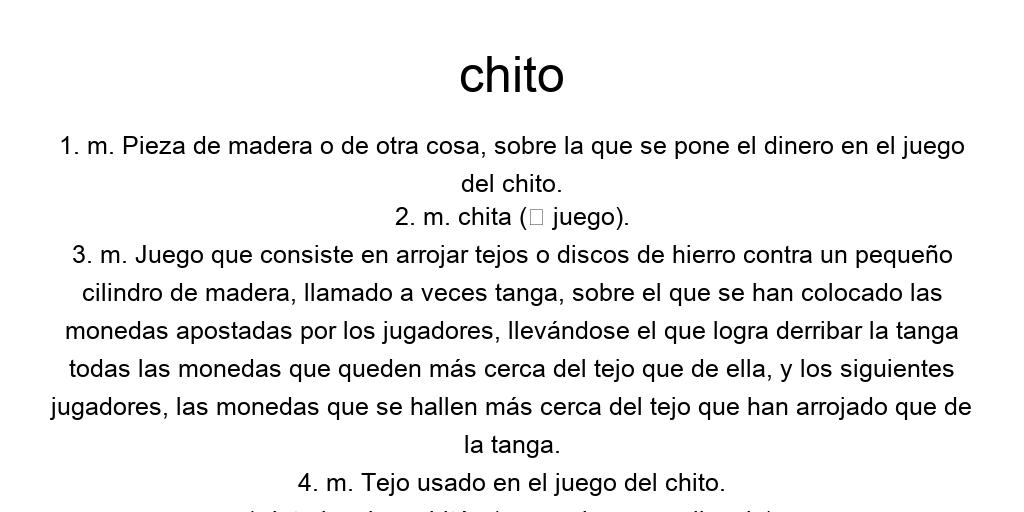 chito
1. m. Pieza de madera o de otra cosa, sobre la que se pone el dinero en el juego
del chito.
2. m. chita (▯ juego).
3. m. Juego que consiste en arrojar tejos o discos de hierro contra un pequeño
cilindro de madera, llamado a veces tanga, sobre el que se han colocado las
monedas apostadas por los jugadores, llevándose el que logra derribar la tanga
todas las monedas que queden más cerca del tejo que de ella, y los siguientes
jugadores, las monedas que se hallen más cerca del tejo que han arrojado que de
la tanga.
4. m. Tejo usado en el juego del chito.